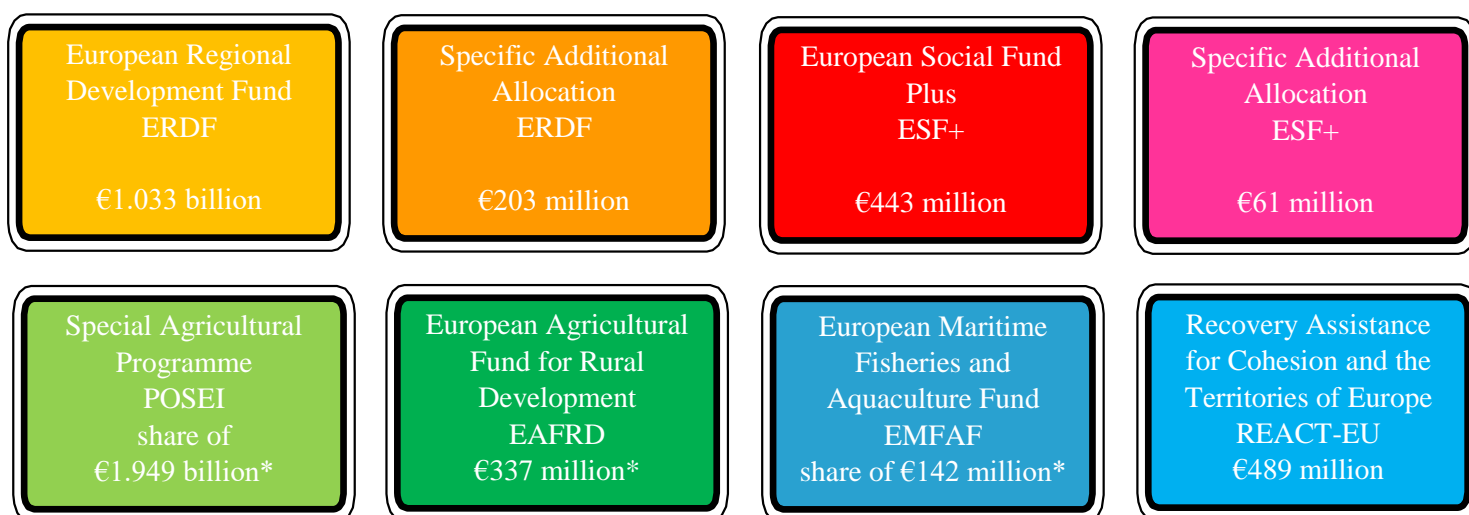 European Regional
Development Fund
ERDF
€1.033 billion
Specific Additional
Allocation
ERDF
€203 million
European Social Fund
Plus
ESF+
€443 million
Specific Additional
Allocation
ESF+
€61 million
Special Agricultural
Programme
POSEI
share of
€1.949 billion*
European Agricultural
Fund for Rural
Development
EAFRD
€337 million*
European Maritime
Fisheries and
Aquaculture Fund
EMFAF
share of €142 million*
Recovery Assistance
for Cohesion and the
Territories of Europe
REACT-EU
€489 million